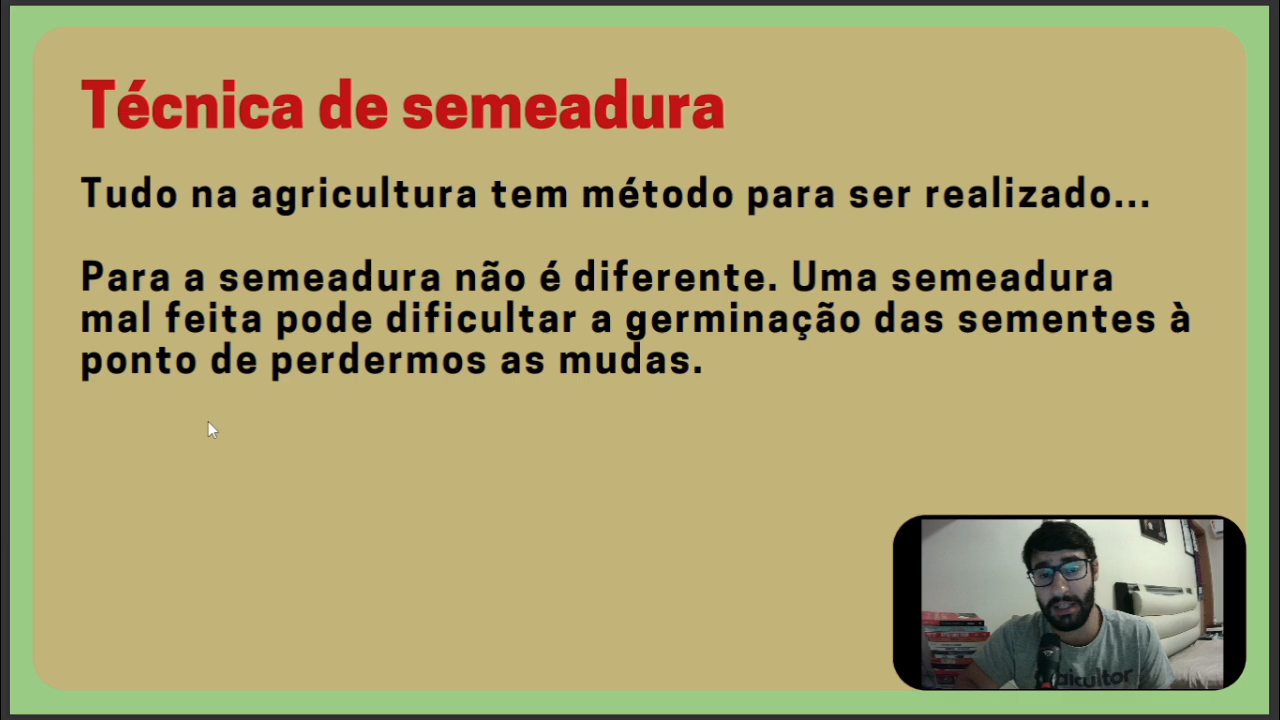 Técnica de semeadura
Tudo na agricultura tem método para ser realizado...
Para a semeadura não é diferente. Uma semeadura
mal feita pode dificultar a germinação das sementes à
ponto de perdermos as mudas.